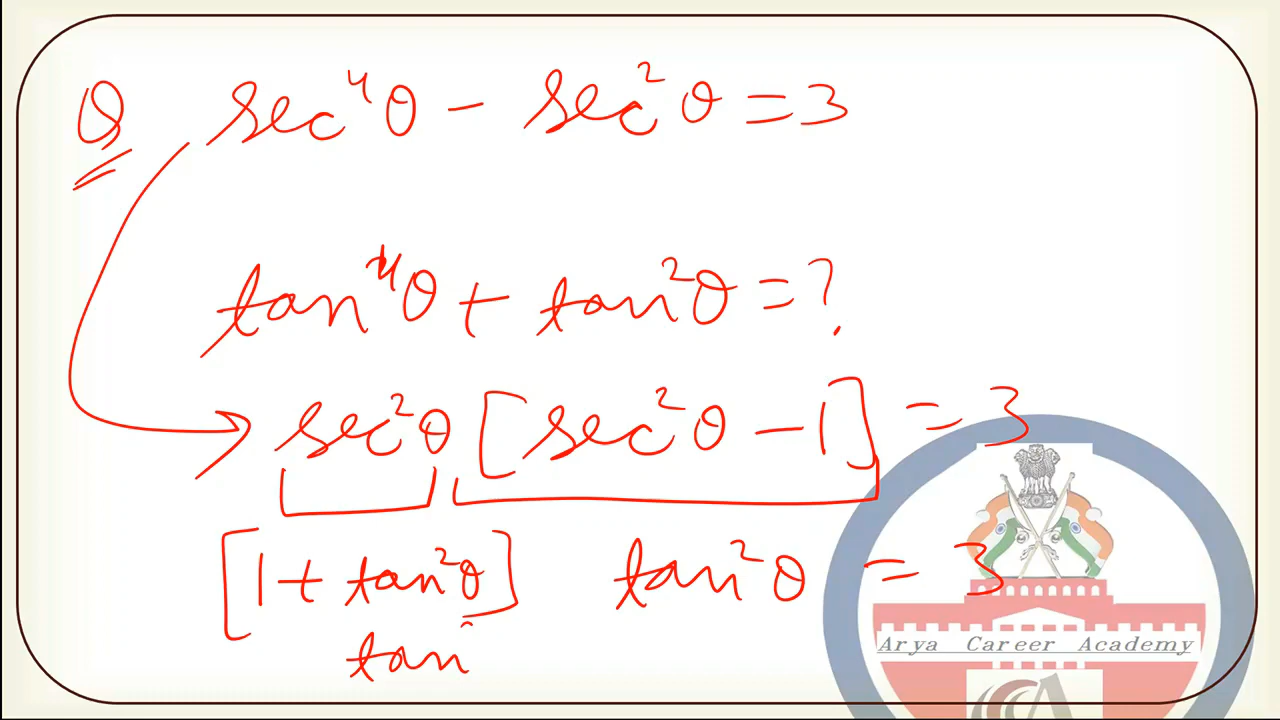 Q sec⁴θ - sec²θ = 3
tan⁴θ + tan²θ = ?
sec²θ [sec²θ - 1] = 3
[1 + tan²θ] tan²θ = 3
tan
Arya Career Academy